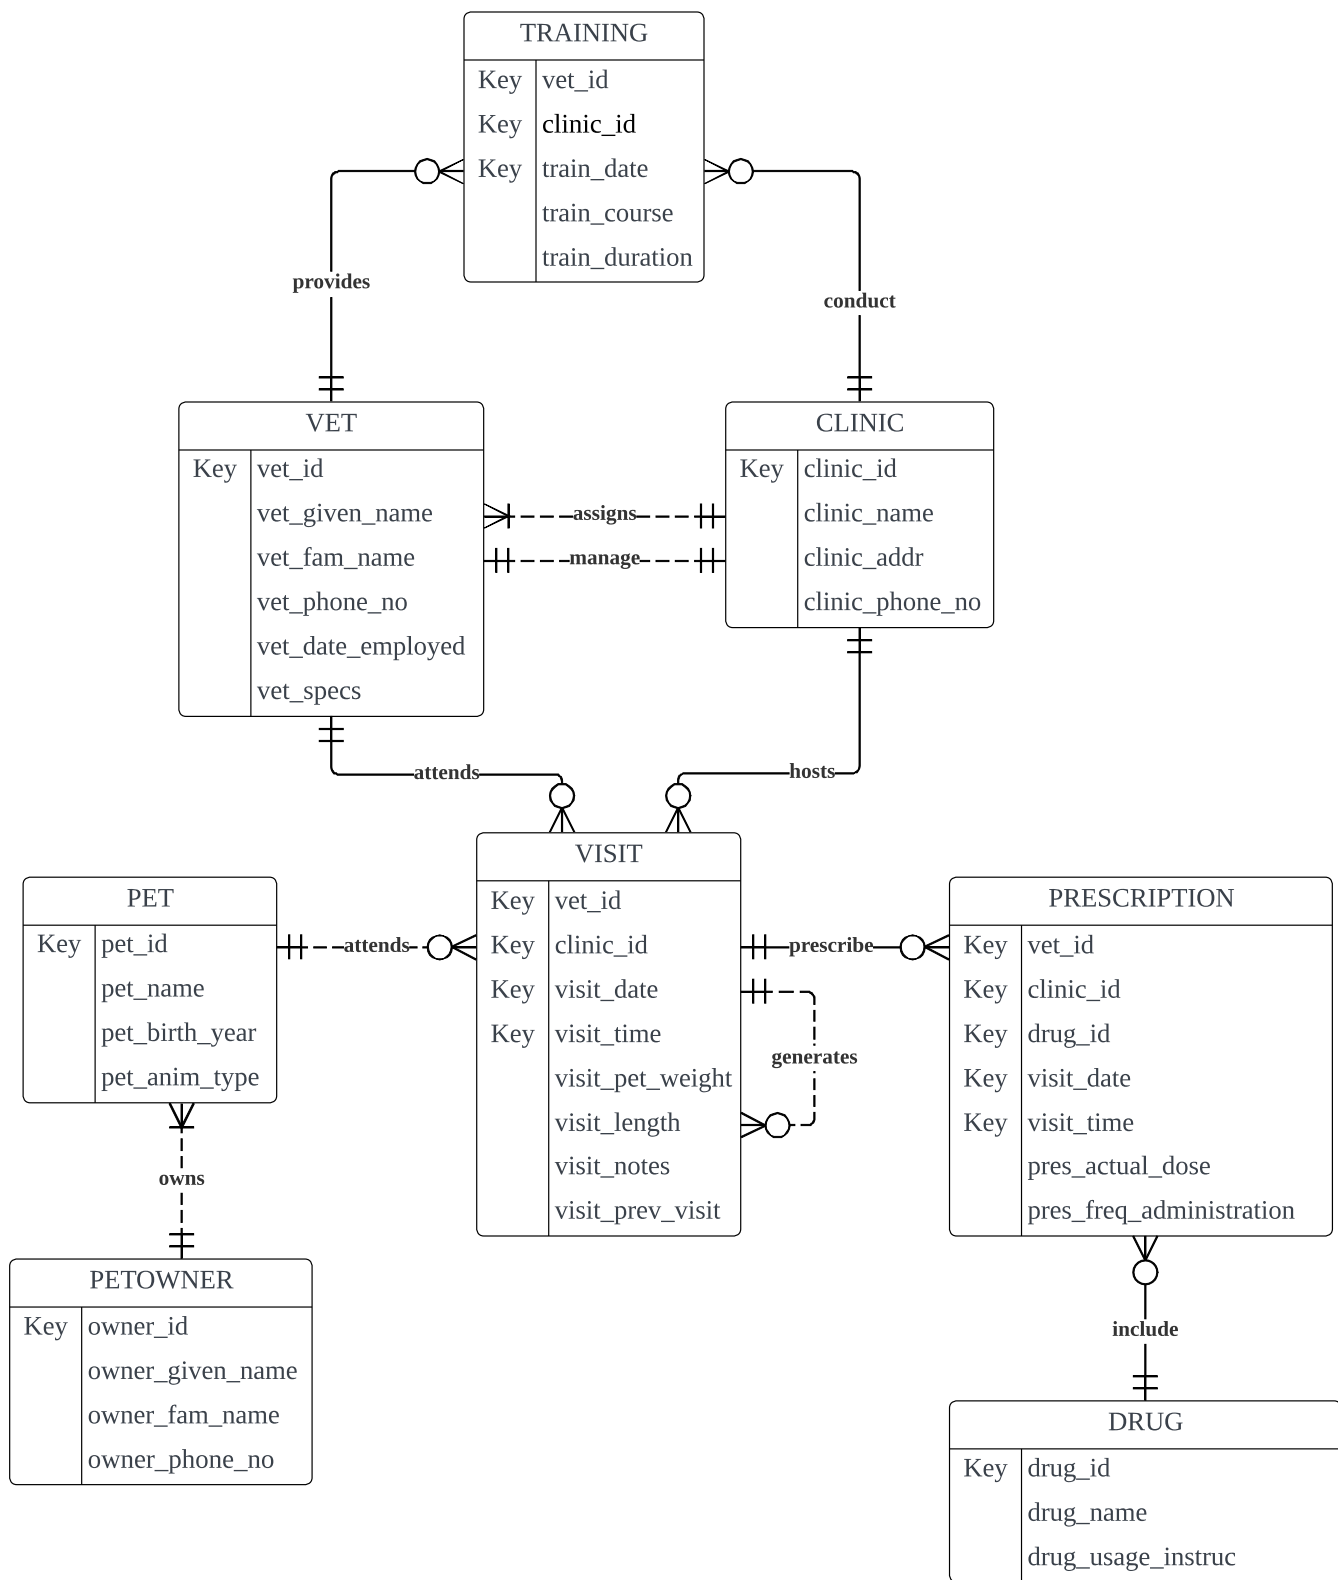 TRAINING
Key vet_id
Key clinic_id
Key train_date
train_course
train_duration
provides
conduct
VET
Key vet_id
vet_given_name
vet_fam_name
vet_phone_no
vet_date_employed
vet_specs
CLINIC
Key clinic_id
clinic_name
clinic_addr
clinic_phone_no
assigns
manage
attends
hosts
VISIT
Key vet_id
Key clinic_id
Key visit_date
Key visit_time
visit_pet_weight
visit_length
visit_notes
visit_prev_visit
PET
Key pet_id
pet_name
pet_birth_year
pet_anim_type
attends
prescribe
generates
PRESCRIPTION
Key vet_id
Key clinic_id
Key drug_id
Key visit_date
Key visit_time
pres_actual_dose
pres_freq_administration
owns
PETOWNER
Key owner_id
owner_given_name
owner_fam_name
owner_phone_no
include
DRUG
Key drug_id
drug_name
drug_usage_instruc